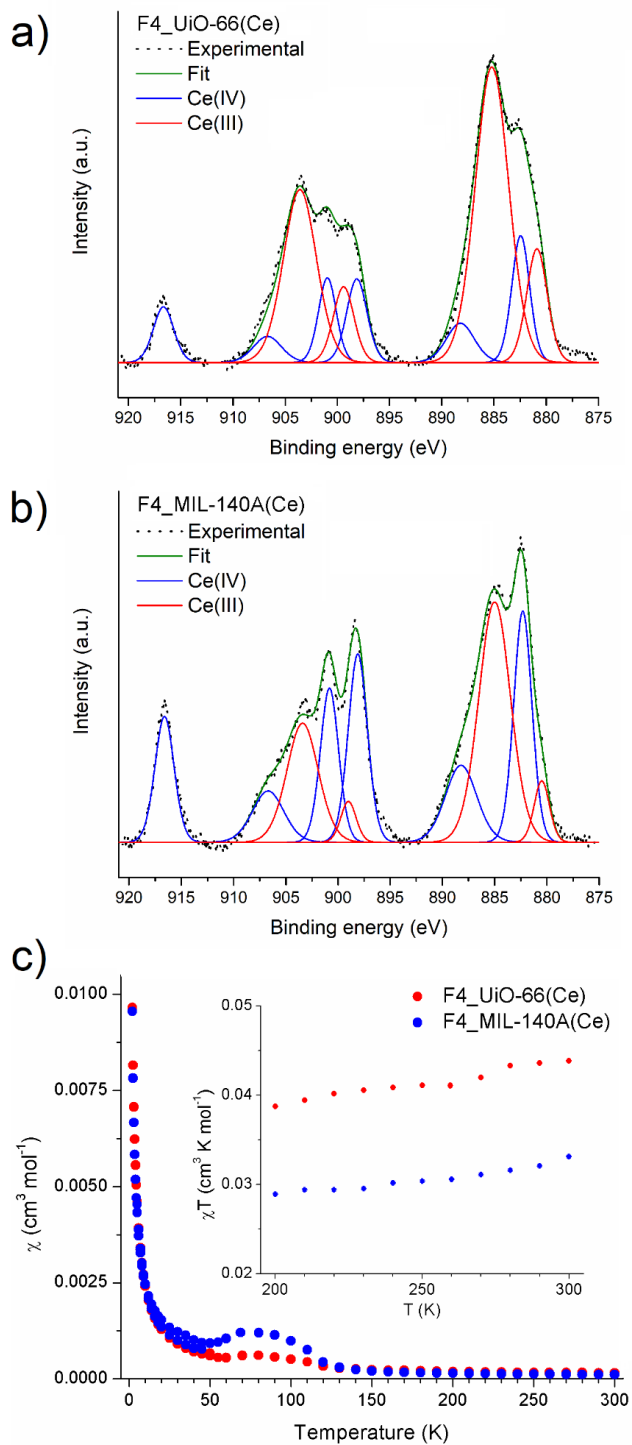 a)
F4_UiO-66(Ce)
Experimental
Fit
Ce(IV)
Ce(III)
Intensity (a.u.)
920 915 910 905 900 895 890 885 880 875
Binding energy (eV)
b)
F4_MIL-140A(Ce)
Experimental
Fit
Ce(IV)
Ce(III)
Intensity (a.u.)
920 915 910 905 900 895 890 885 880 875
Binding energy (eV)
c)
F4_UiO-66(Ce)
F4_MIL-140A(Ce)
0.0100
0.0075
0.0050
0.0025
0.0000
χ (cm³ mol⁻¹)
0.05
0.04
0.03
0.02
χT (cm³ K mol⁻¹)
200 250 300
T (K)
0 50 100 150 200 250 300
Temperature (K)